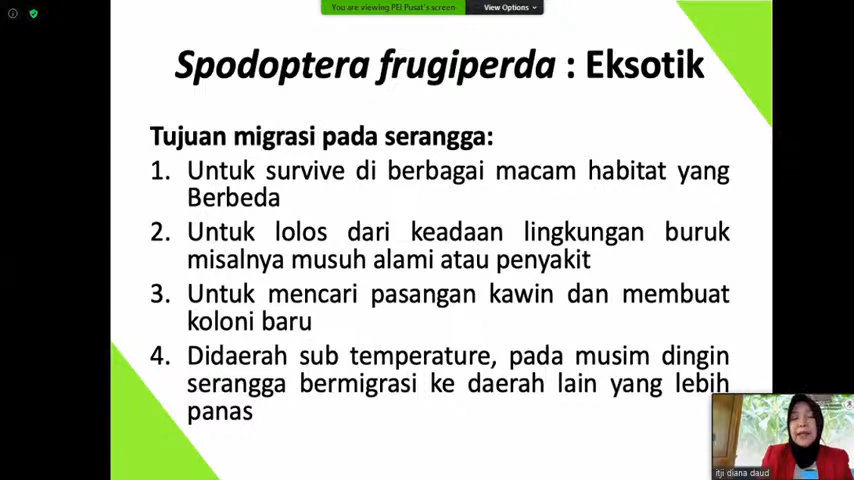 You are viewing PEI Pusat's screen
View Options
Spodoptera frugiperda : Eksotik
Tujuan migrasi pada serangga:
1. Untuk survive di berbagai macam habitat yang
Berbeda
2. Untuk lolos dari keadaan lingkungan buruk
misalnya musuh alami atau penyakit
3. Untuk mencari pasangan kawin dan membuat
koloni baru
4. Didaerah sub temperature, pada musim dingin
serangga bermigrasi ke daerah lain yang lebih
panas
itji diana daud